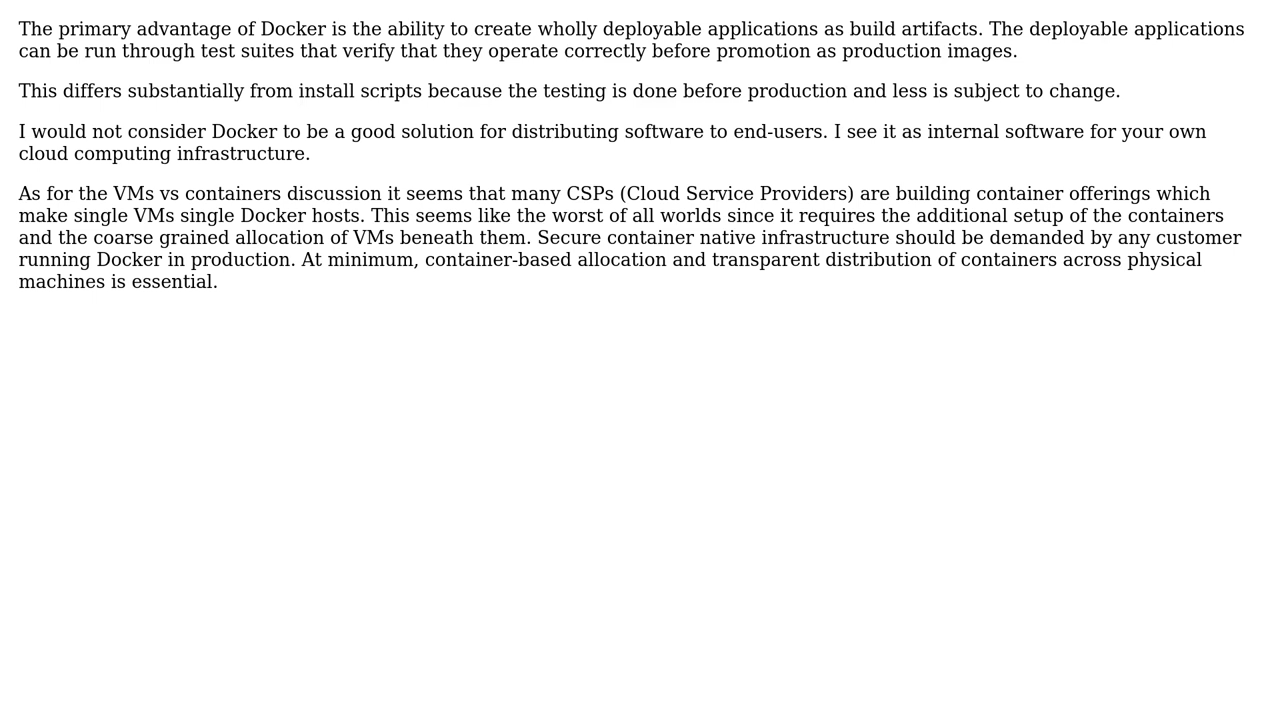 The primary advantage of Docker is the ability to create wholly deployable applications as build artifacts. The deployable applications
can be run through test suites that verify that they operate correctly before promotion as production images.
This differs substantially from install scripts because the testing is done before production and less is subject to change.
I would not consider Docker to be a good solution for distributing software to end-users. I see it as internal software for your own
cloud computing infrastructure.
As for the VMs vs containers discussion it seems that many CSPs (Cloud Service Providers) are building container offerings which
make single VMs single Docker hosts. This seems like the worst of all worlds since it requires the additional setup of the containers
and the coarse grained allocation of VMs beneath them. Secure container native infrastructure should be demanded by any customer
running Docker in production. At minimum, container-based allocation and transparent distribution of containers across physical
machines is essential.